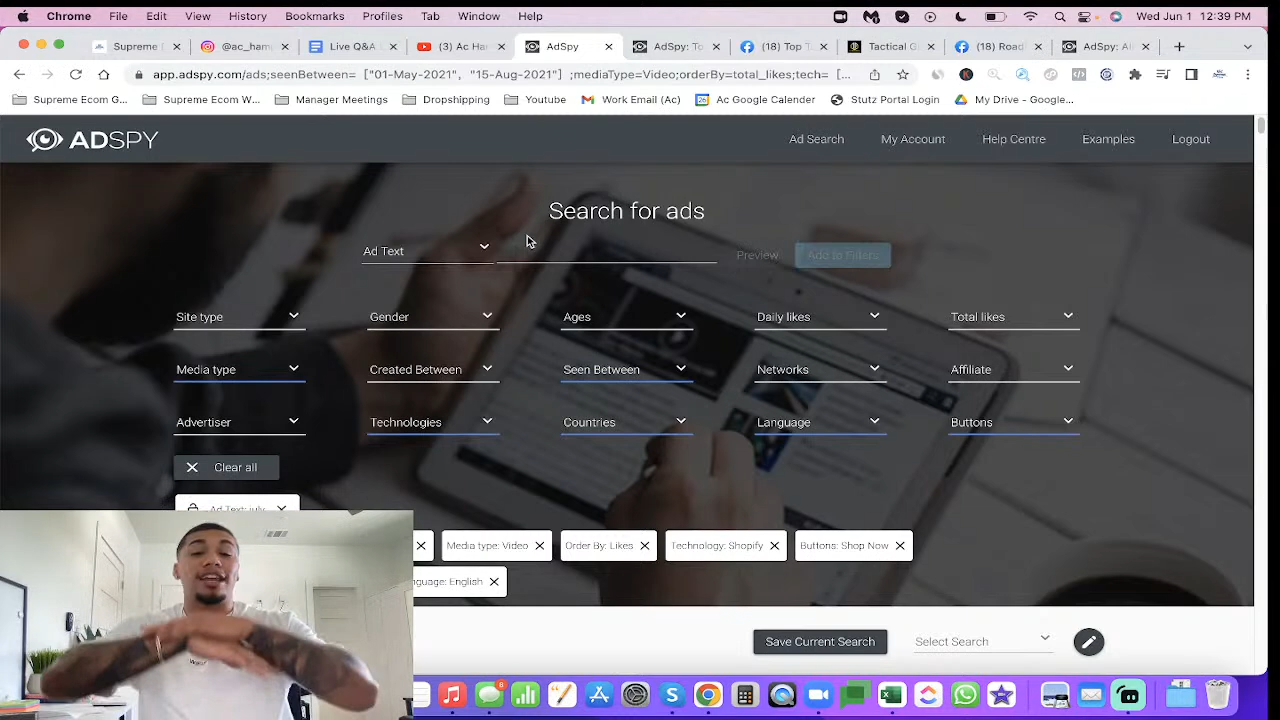 Chrome File Edit View History Bookmarks Profiles Tab Window Help Wed Jun 1 12:39 PM
Supreme @ac_ham Live Q&A (3) Ac H AdSpy AdSpy: To (18) Top T Tactical G (18) Road AdSpy: Al
app.adspy.com/ads;seenBetween= ["01-May-2021", "15-Aug-2021"] ;mediaType=Video;orderBy=total_likes;tech= [...
Supreme Ecom G... Supreme Ecom W... Manager Meetings Dropshipping Youtube Work Email (Ac) Ac Google Calender Stutz Portal Login My Drive - Google...
ADSPY Ad Search My Account Help Centre Examples Logout
Search for ads
Ad Text Preview Add to Filters
Site type Gender Ages Daily likes Total likes
Media type Created Between Seen Between Networks Affiliate
Advertiser Technologies Countries Language Buttons
Clear all
Ad Text: july
Media type: Video Order By: Likes Technology: Shopify Buttons: Shop Now
nguage: English
Save Current Search Select Search